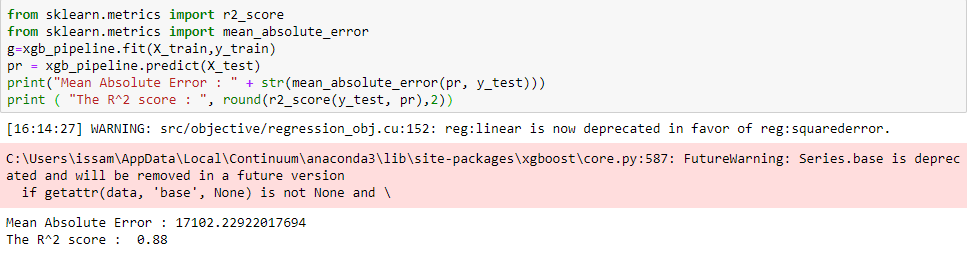 from sklearn.metrics import r2_score
from sklearn.metrics import mean_absolute_error
g=xgb_pipeline.fit(X_train,y_train)
pr = xgb_pipeline.predict(X_test)
print("Mean Absolute Error : " + str(mean_absolute_error(pr, y_test)))
print ( "The R^2 score : ", round(r2_score(y_test, pr),2))
[16:14:27] WARNING: src/objective/regression_obj.cu:152: reg:linear is now deprecated in favor of reg:squarederror.
C:\Users\issam\AppData\Local\Continuum\anaconda3\lib\site-packages\xgboost\core.py:587: FutureWarning: Series.base is deprec
ated and will be removed in a future version
  if getattr(data, 'base', None) is not None and \
Mean Absolute Error : 17102.22922017694
The R^2 score :  0.88